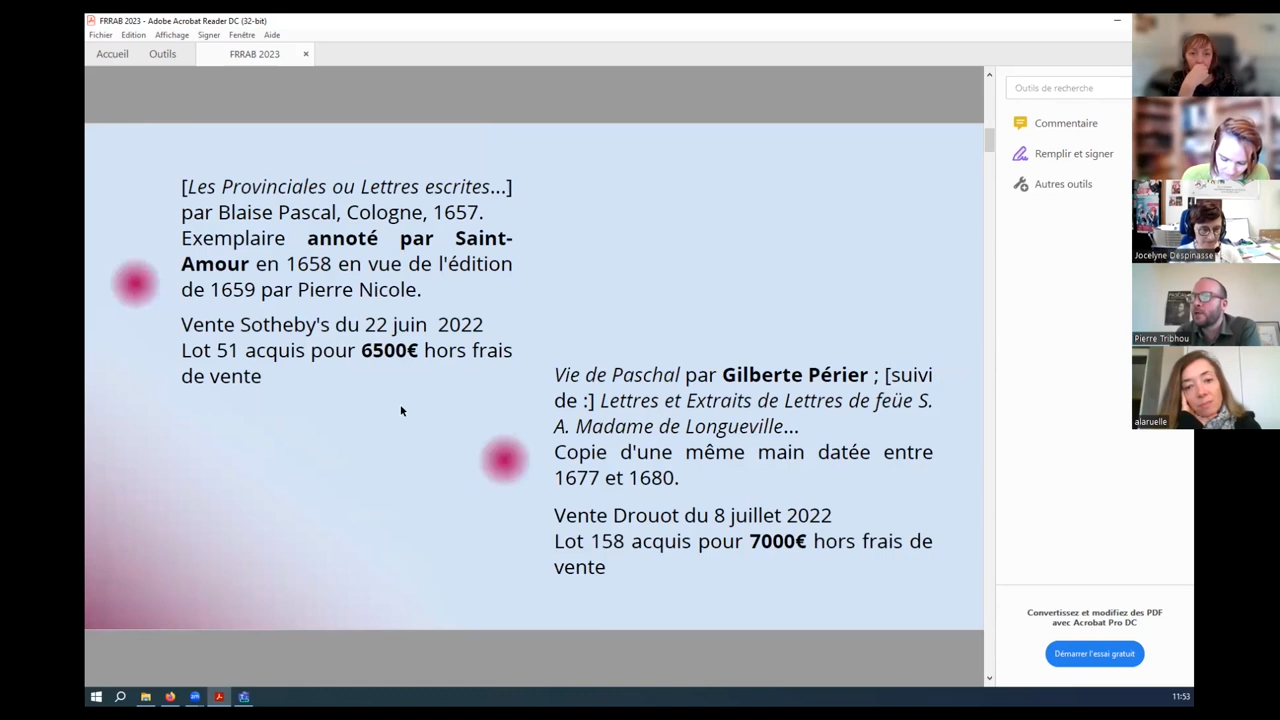 FRRAB 2023 - Adobe Acrobat Reader DC (32-bit)
Fichier Edition Affichage Signer Fenêtre Aide
Accueil Outils FRRAB 2023 ×
[Les Provinciales ou Lettres escrites...]
par Blaise Pascal, Cologne, 1657.
Exemplaire annoté par Saint-
Amour en 1658 en vue de l'édition
de 1659 par Pierre Nicole.
Vente Sotheby's du 22 juin 2022
Lot 51 acquis pour 6500€ hors frais
de vente
Vie de Paschal par Gilberte Périer ; [suivi
de :] Lettres et Extraits de Lettres de feüe S.
A. Madame de Longueville...
Copie d'une même main datée entre
1677 et 1680.
Vente Drouot du 8 juillet 2022
Lot 158 acquis pour 7000€ hors frais de
vente
Outils de recherche
Commentaire
Remplir et signer
Autres outils
Convertissez et modifiez des PDF
avec Acrobat Pro DC
Démarrer l'essai gratuit
Jocelyne Despinasse
PASCAL
Pierre Tribhou
alaruelle
zm
11:53